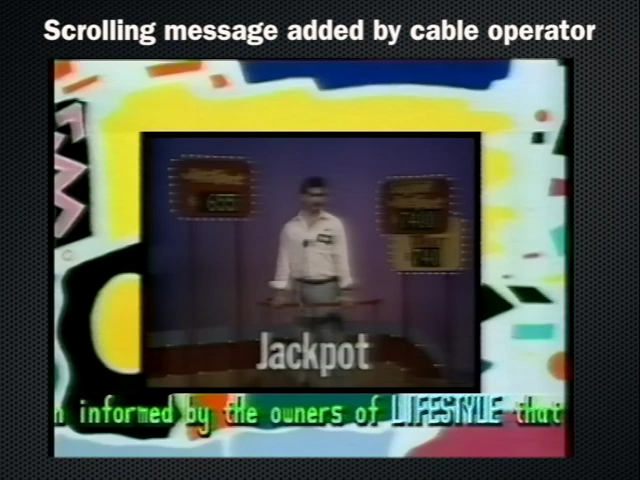 Scrolling message added by cable operator
Jackpot
informed by the owners of LIFESTYLE that